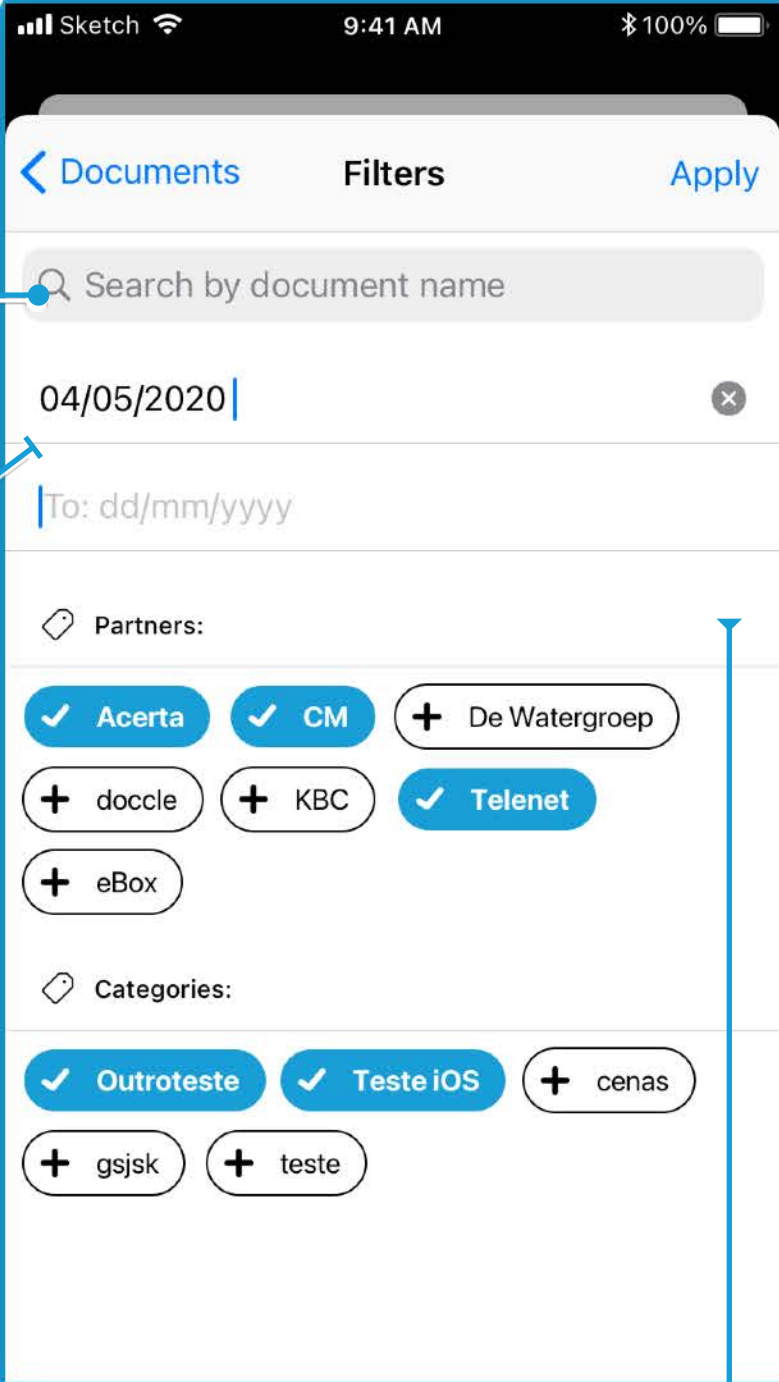 Sketch 9:41 AM 100%
Documents Filters Apply
Search by document name
04/05/2020
To: dd/mm/yyyy
Partners:
Acerta CM De Watergroep
doccle KBC Telenet
eBox
Categories:
Outroteste Teste iOS cenas
gsjsk teste